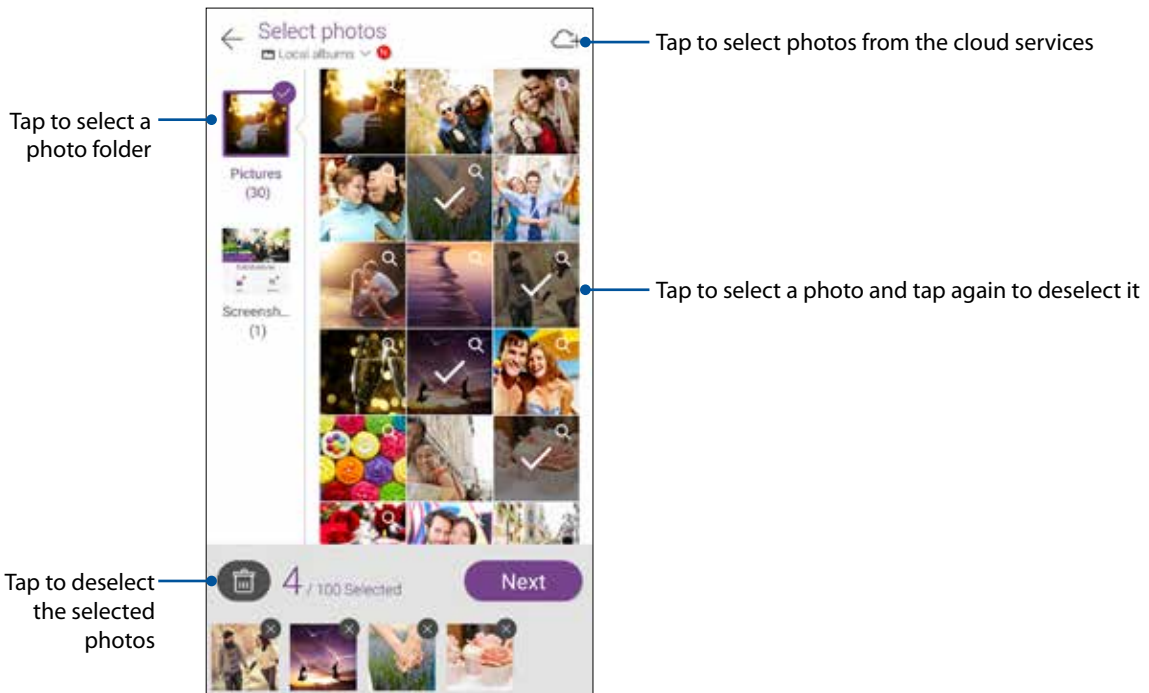 Select photos
Local albums
N
Tap to select photos from the cloud services
Tap to select a
photo folder
Pictures
(30)
Screensh...
(1)
Tap to select a photo and tap again to deselect it
Tap to deselect
the selected
photos
4 / 100 Selected
Next